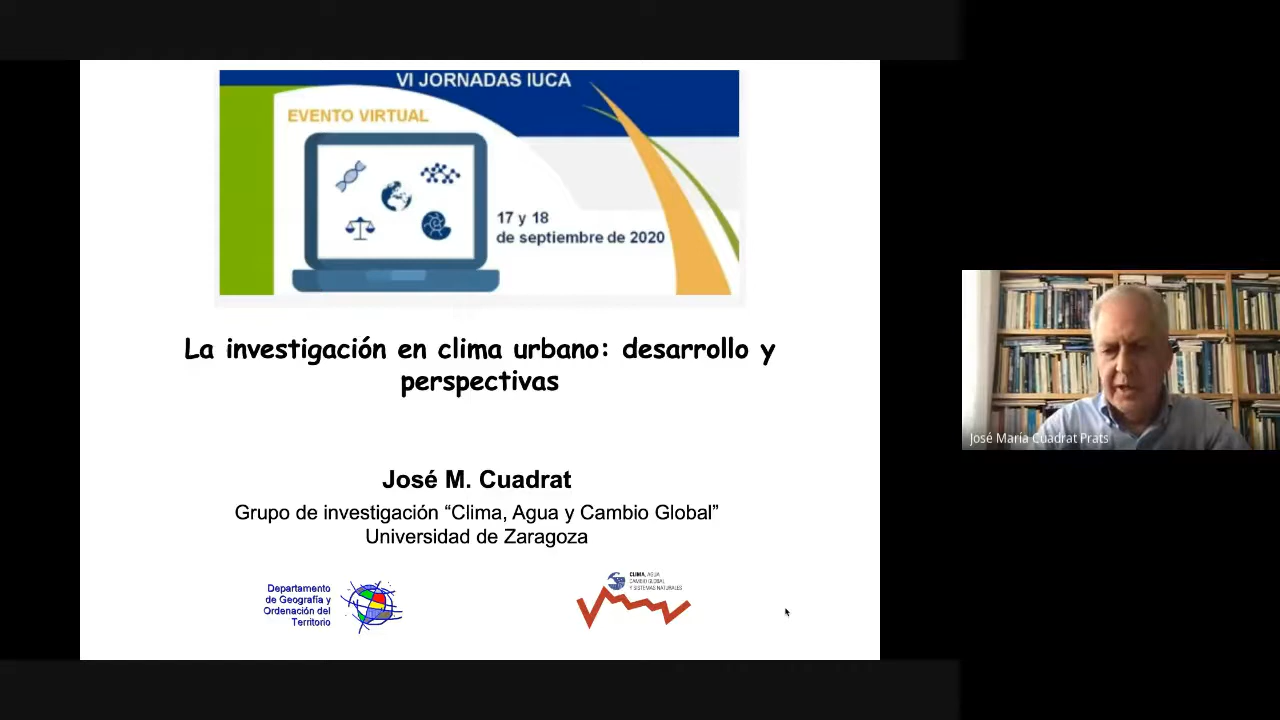 VI JORNADAS IUCA
EVENTO VIRTUAL
17 y 18
de septiembre de 2020
La investigación en clima urbano: desarrollo y
perspectivas
José M. Cuadrat
Grupo de investigación “Clima, Agua y Cambio Global”
Universidad de Zaragoza
Departamento
de Geografía y
Ordenación del
Territorio
CLIMA, AGUA
CAMBIO GLOBAL
Y SISTEMAS NATURALES
José María Cuadrat Prats